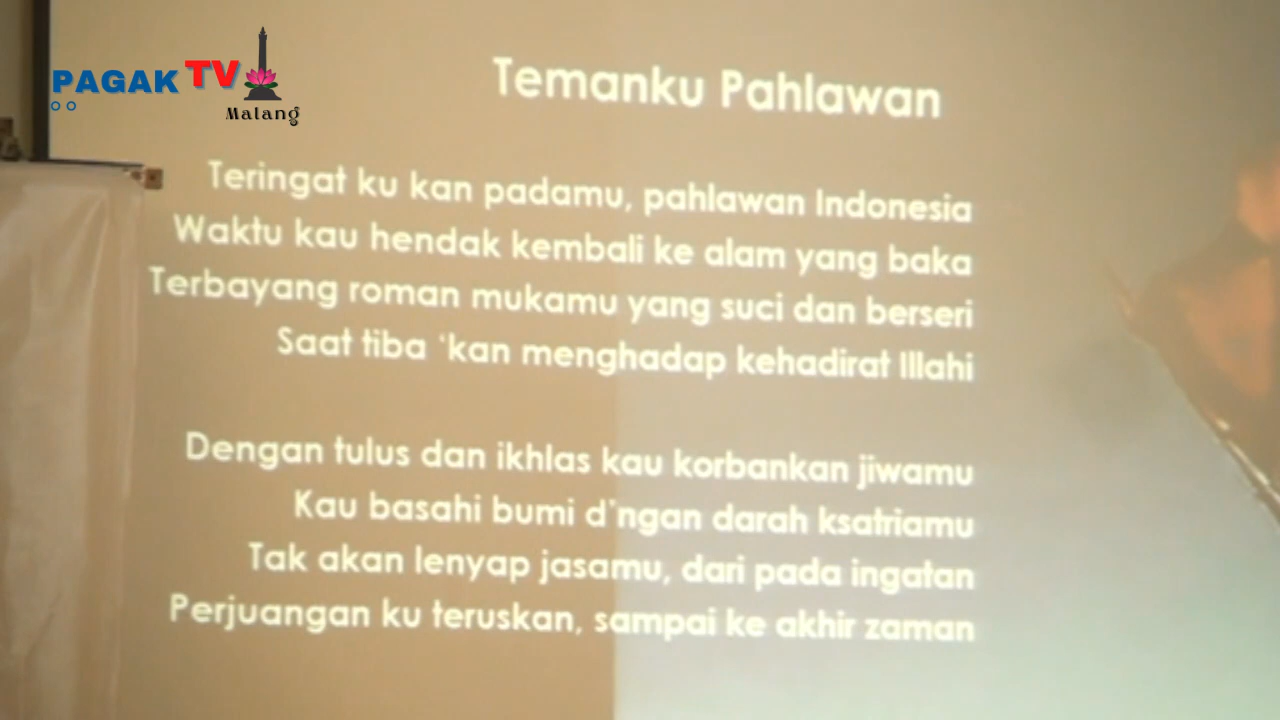 PAGAK TV
Malang
Temanku Pahlawan
Teringat ku kan padamu, pahlawan Indonesia
Waktu kau hendak kembali ke alam yang baka
Terbayang roman mukamu yang suci dan berseri
Saat tiba ‘kan menghadap kehadirat Illahi
Dengan tulus dan ikhlas kau korbankan jiwamu
Kau basahi bumi d’ngan darah ksatriamu
Tak akan lenyap jasamu, dari pada ingatan
Perjuangan ku teruskan, sampai ke akhir zaman